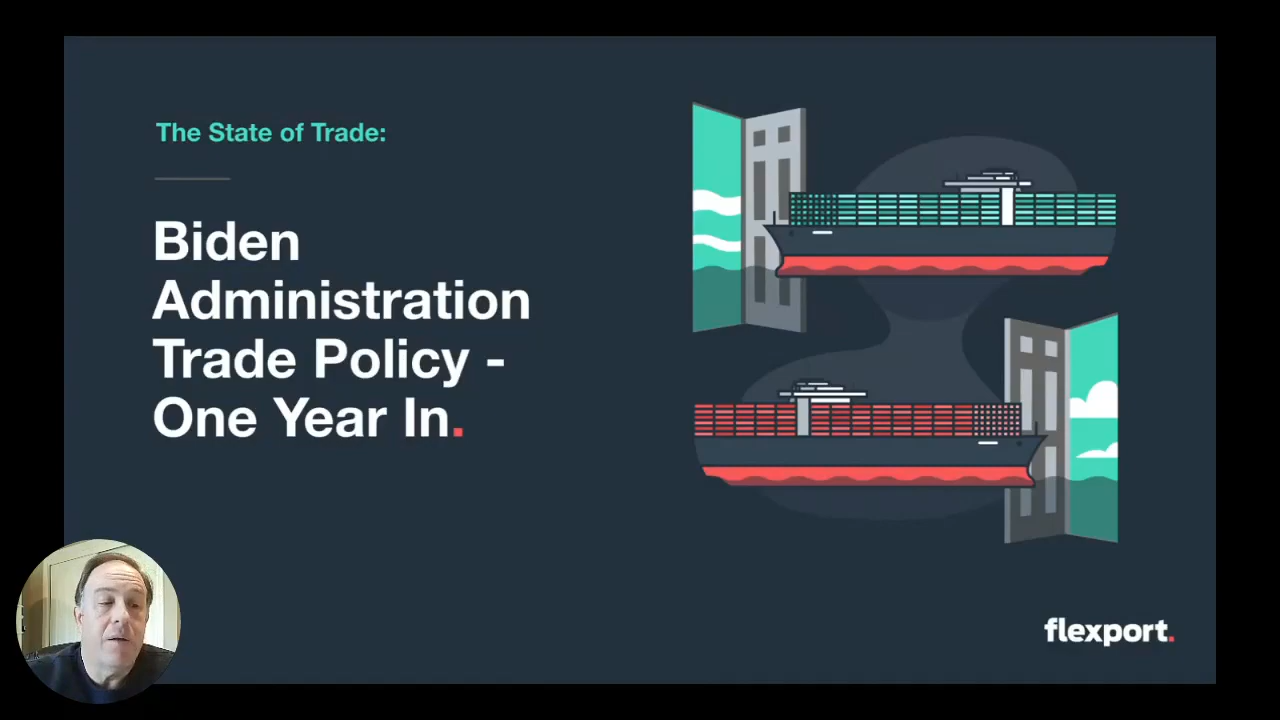 The State of Trade:
Biden
Administration
Trade Policy -
One Year In.
flexport.